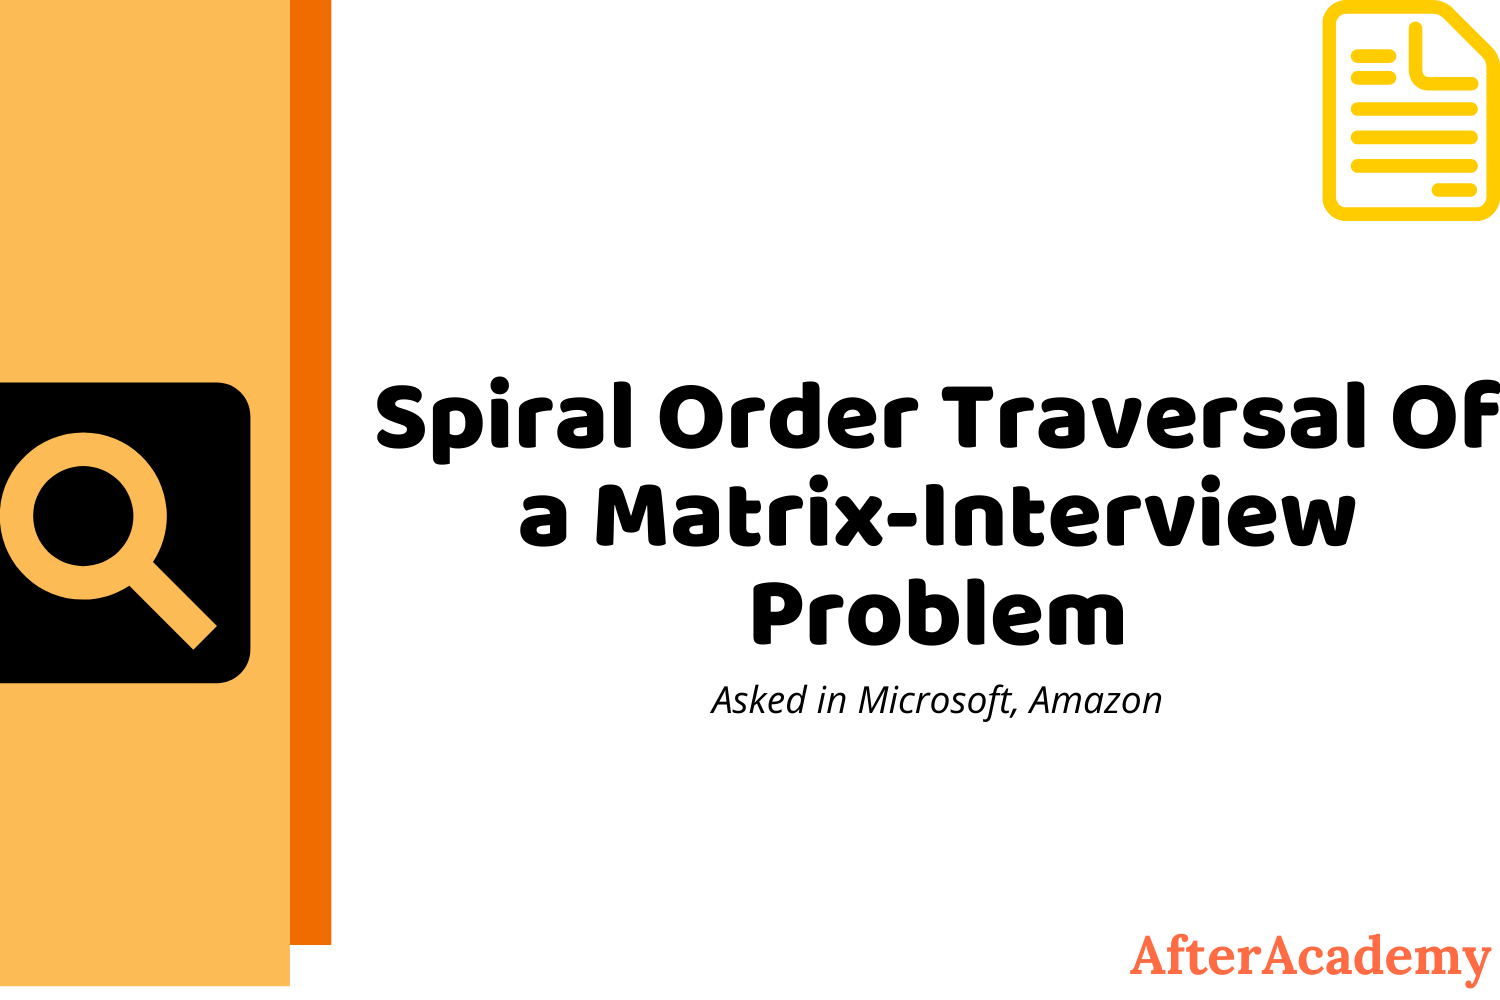 Spiral Order Traversal Of
a Matrix-Interview
Problem
Asked in Microsoft, Amazon
AfterAcademy